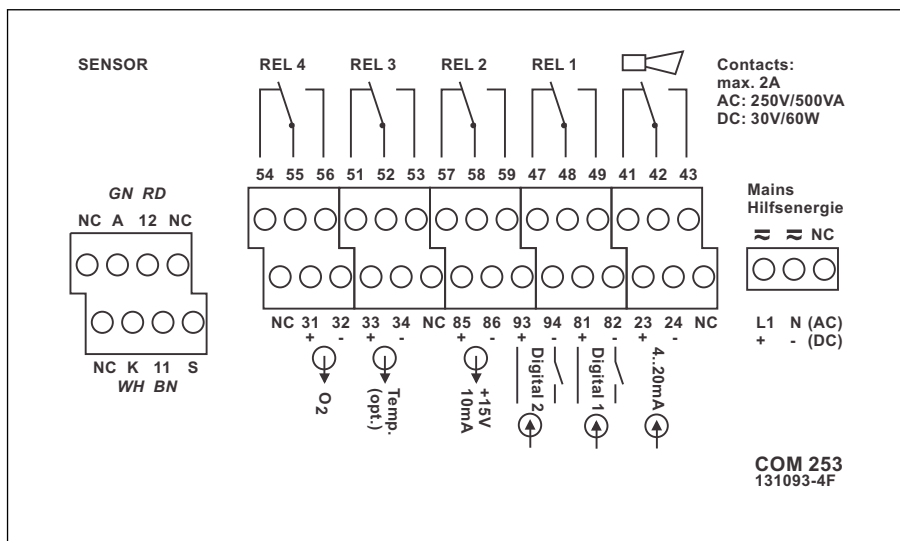 SENSOR REL 4 REL 3 REL 2 REL 1
Contacts:
max. 2A
AC: 250V/500VA
DC: 30V/60W
54 55 56 51 52 53 57 58 59 47 48 49 41 42 43
GN RD
NC A 12 NC
NC K 11 S
WH BN
Mains
Hilfsenergie
≂ ≂ NC
L1 N (AC)
+ - (DC)
NC 31 32 33 34 NC 85 86 93 94 81 82 23 24 NC
+ - + - + - + - + - + -
O2
Temp.
(opt.)
+15V
10mA
Digital 2
Digital 1
4..20mA
COM 253
131093-4F